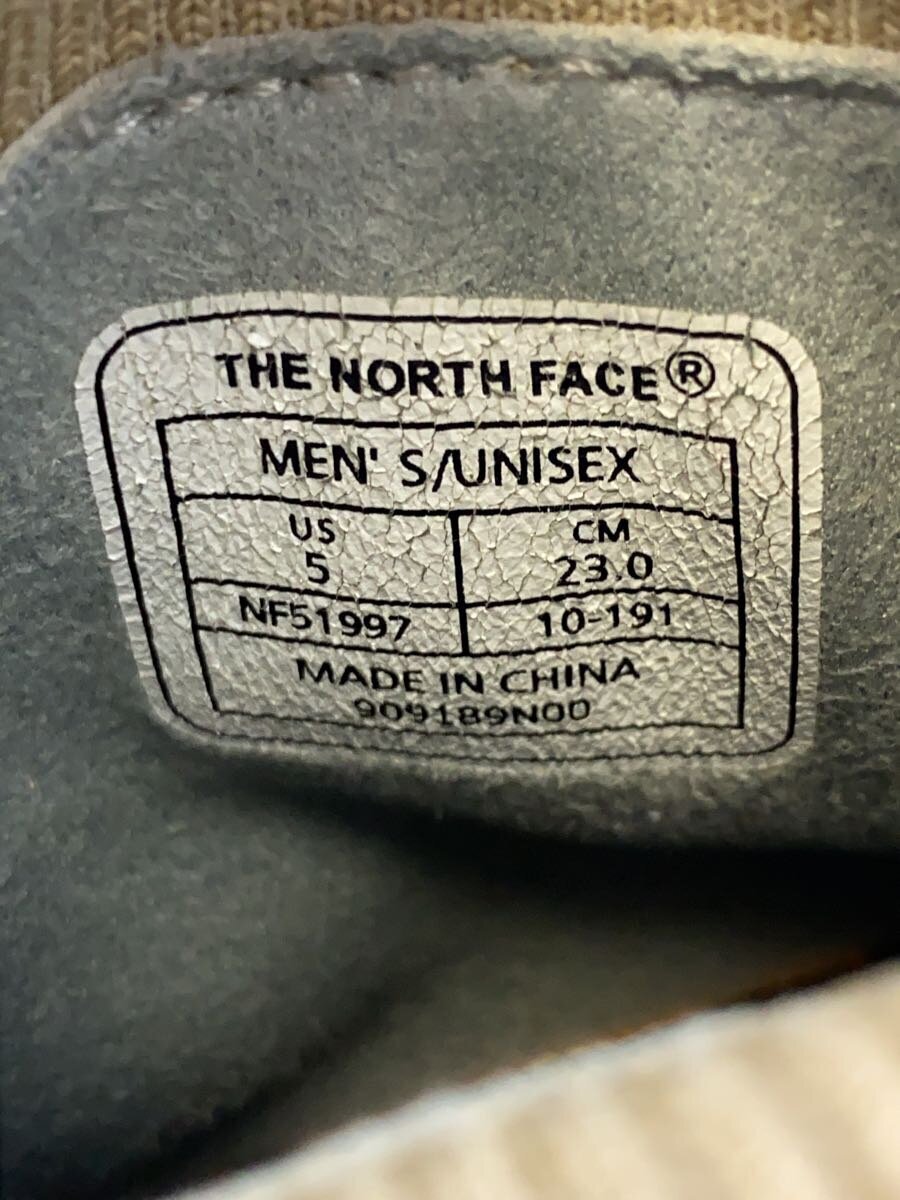 THE NORTH FACE®
MEN' S/UNISEX
US CM
5 23.0
NF51997 10-191
MADE IN CHINA
909189N00